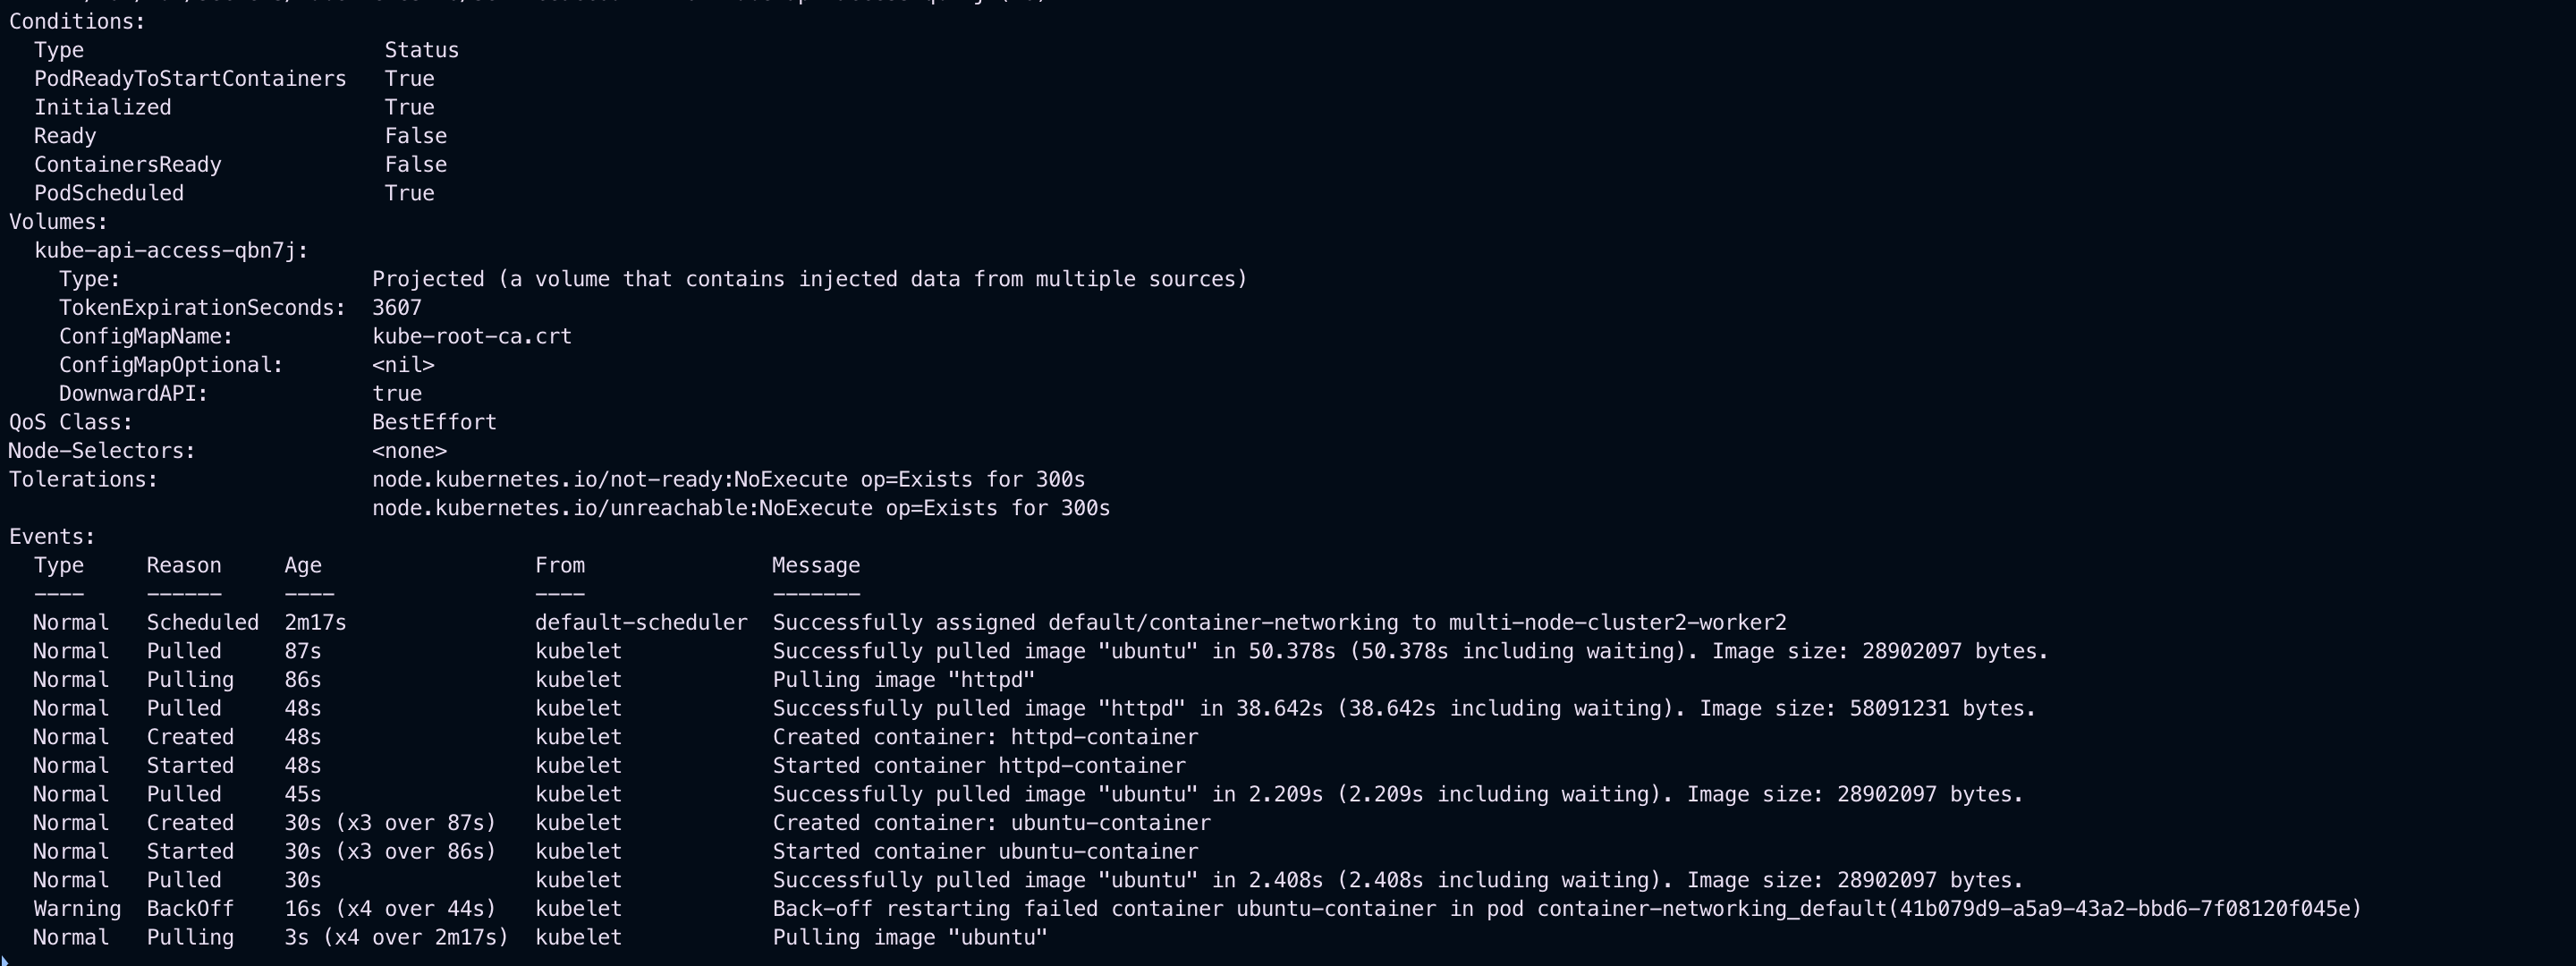 Conditions:
  Type                        Status
  PodReadyToStartContainers   True
  Initialized                 True
  Ready                       False
  ContainersReady             False
  PodScheduled                True
Volumes:
  kube-api-access-qbn7j:
    Type:                    Projected (a volume that contains injected data from multiple sources)
    TokenExpirationSeconds:  3607
    ConfigMapName:           kube-root-ca.crt
    ConfigMapOptional:       <nil>
    DownwardAPI:             true
QoS Class:                   BestEffort
Node-Selectors:              <none>
Tolerations:                 node.kubernetes.io/not-ready:NoExecute op=Exists for 300s
                             node.kubernetes.io/unreachable:NoExecute op=Exists for 300s
Events:
  Type     Reason     Age                 From               Message
  ----     ------     ----                ----               -------
  Normal   Scheduled  2m17s               default-scheduler  Successfully assigned default/container-networking to multi-node-cluster2-worker2
  Normal   Pulled     87s                 kubelet            Successfully pulled image "ubuntu" in 50.378s (50.378s including waiting). Image size: 28902097 bytes.
  Normal   Pulling    86s                 kubelet            Pulling image "httpd"
  Normal   Pulled     48s                 kubelet            Successfully pulled image "httpd" in 38.642s (38.642s including waiting). Image size: 58091231 bytes.
  Normal   Created    48s                 kubelet            Created container: httpd-container
  Normal   Started    48s                 kubelet            Started container httpd-container
  Normal   Pulled     45s                 kubelet            Successfully pulled image "ubuntu" in 2.209s (2.209s including waiting). Image size: 28902097 bytes.
  Normal   Created    30s (x3 over 87s)   kubelet            Created container: ubuntu-container
  Normal   Started    30s (x3 over 86s)   kubelet            Started container ubuntu-container
  Normal   Pulled     30s                 kubelet            Successfully pulled image "ubuntu" in 2.408s (2.408s including waiting). Image size: 28902097 bytes.
  Warning  BackOff    16s (x4 over 44s)   kubelet            Back-off restarting failed container ubuntu-container in pod container-networking_default(41b079d9-a5a9-43a2-bbd6-7f08120f045e)
  Normal   Pulling    3s (x4 over 2m17s)  kubelet            Pulling image "ubuntu"